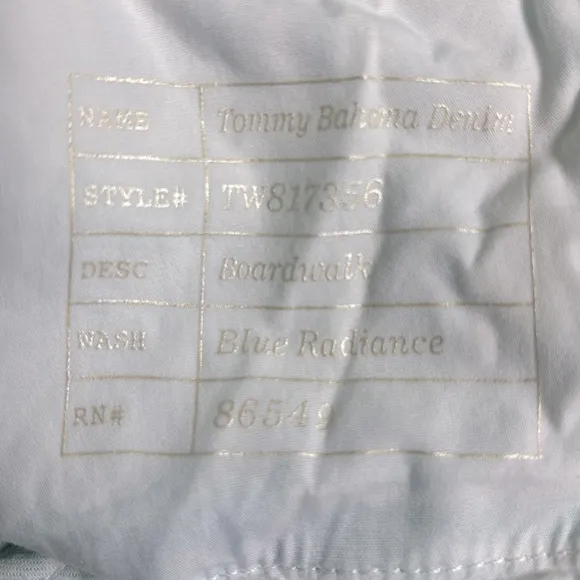 NAME Tommy Bahama Denim
STYLE# TW817356
DESC Boardwalk
WASH Blue Radiance
RN# 86549